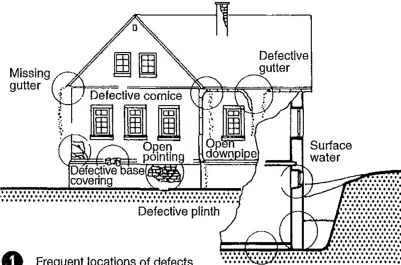 Defective
gutter
Missing
gutter
Defective cornice
Open
pointing
Open
downpipe
Surface
water
Defective base
covering
Defective plinth
1 Frequent locations of defects